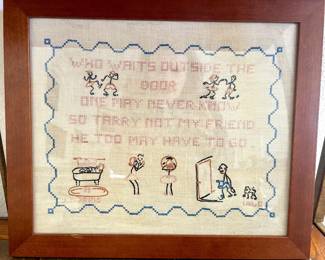 WHO WAITS OUTSIDE THE
DOOR
ONE MAY NEVER KNOW
SO TARRY NOT MY FRIEND
HE TOO MAY HAVE TO GO.